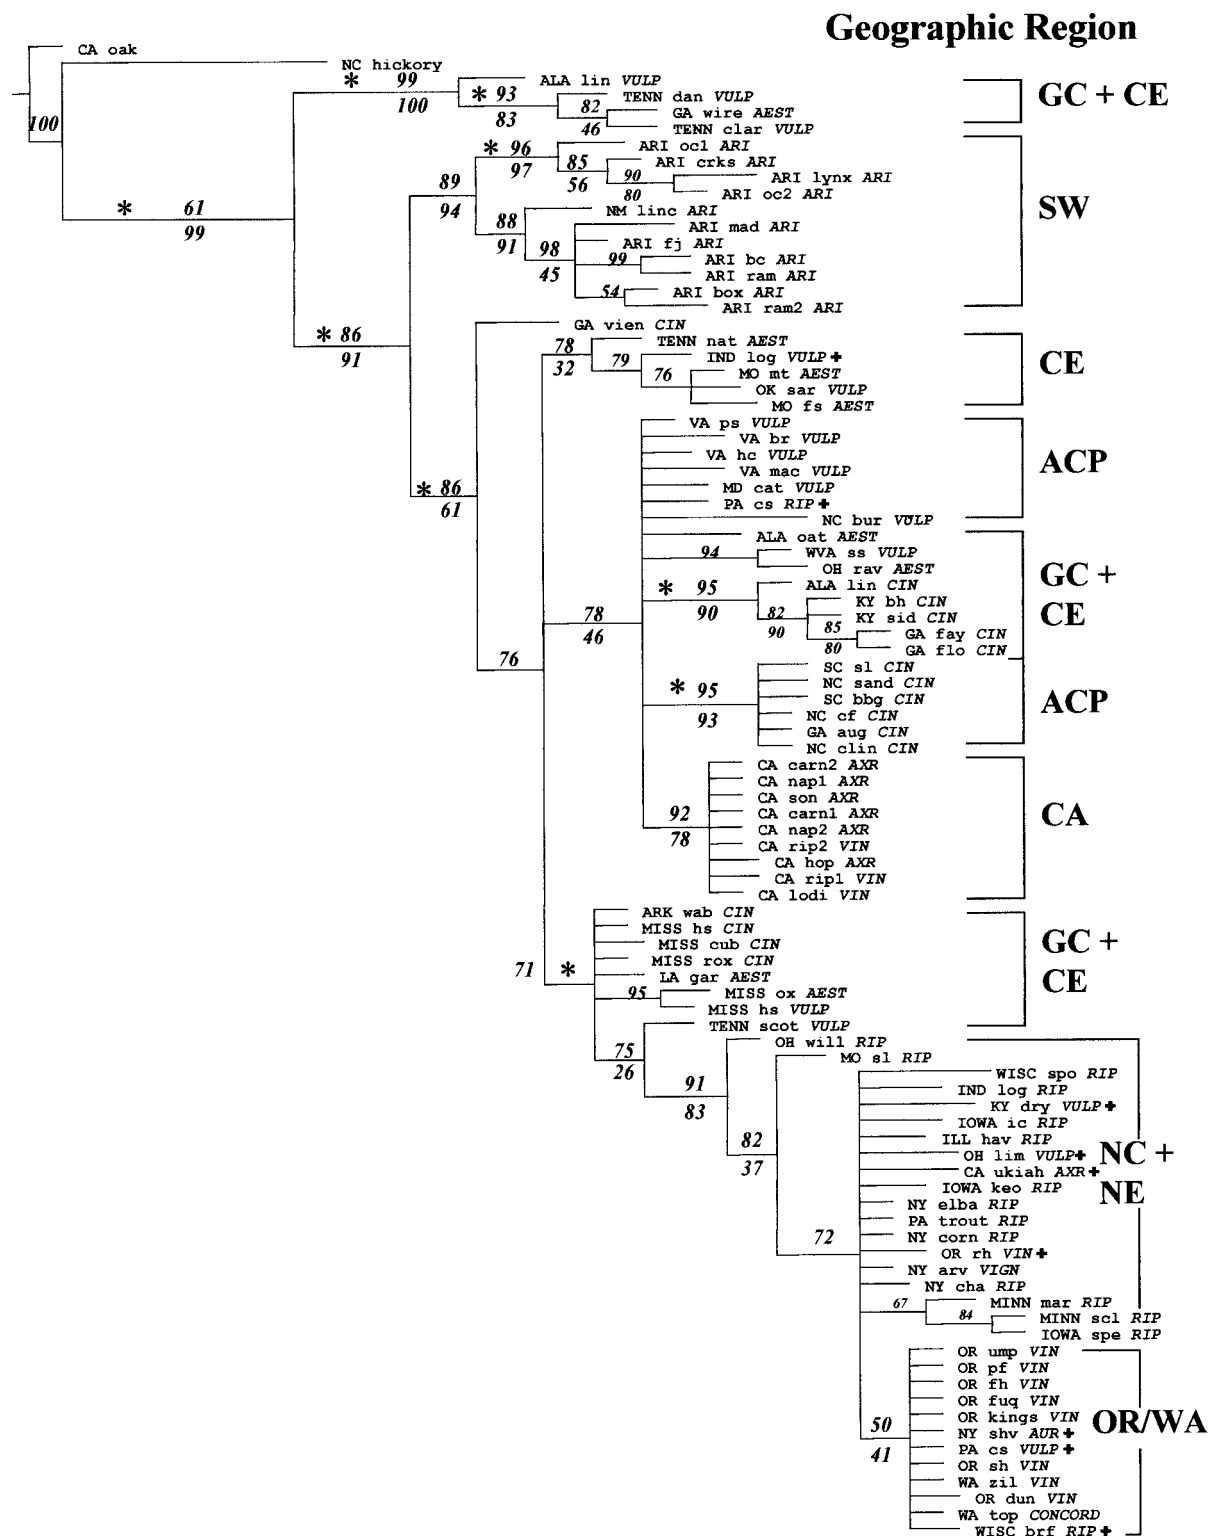 Geographic Region
CA oak
NC hickory
* 99
100
ALA lin VULP
* 93
83
TENN dan VULP
82
46
GA wire AEST
TENN clar VULP
GC + CE
100
* 61
99
* 96
97
ARI oc1 ARI
85
56
ARI crks ARI
90
80
ARI lynx ARI
ARI oc2 ARI
89
94
88
91
NM linc ARI
98
45
ARI mad ARI
ARI fj ARI
99
ARI bc ARI
ARI ram ARI
54
ARI box ARI
ARI ram2 ARI
SW
* 86
91
GA vien CIN
78
32
TENN nat AEST
79
IND log VULP+
76
MO mt AEST
OK sar VULP
MO fs AEST
CE
* 86
61
VA ps VULP
VA br VULP
VA hc VULP
VA mac VULP
MD cat VULP
PA cs RIP+
NC bur VULP
ACP
ALA oat AEST
94
WVA ss VULP
OH rav AEST
* 95
90
ALA lin CIN
82
90
KY bh CIN
KY sid CIN
85
80
GA fay CIN
GA flo CIN
GC +
CE
78
46
76
* 95
93
SC sl CIN
NC sand CIN
SC bbg CIN
NC cf CIN
GA aug CIN
NC clin CIN
ACP
92
78
CA carn2 AXR
CA nap1 AXR
CA son AXR
CA carn1 AXR
CA nap2 AXR
CA rip2 VIN
CA hop AXR
CA rip1 VIN
CA lodi VIN
CA
71 *
ARK wab CIN
MISS hs CIN
MISS cub CIN
MISS rox CIN
LA gar AEST
95
MISS ox AEST
MISS hs VULP
TENN scot VULP
GC +
CE
75
26
91
83
OH will RIP
82
37
MO sl RIP
72
WISC spo RIP
IND log RIP
KY dry VULP+
IOWA ic RIP
ILL hav RIP
OH lim VULP+
CA ukiah AXR+
IOWA keo RIP
NY elba RIP
PA trout RIP
NY corn RIP
OR rh VIN+
NY arv VIGN
NY cha RIP
67
MINN mar RIP
84
MINN scl RIP
IOWA spe RIP
NC +
NE
50
41
OR ump VIN
OR pf VIN
OR fh VIN
OR fuq VIN
OR kings VIN
NY shv AUR+
PA cs VULP+
OR sh VIN
WA zil VIN
OR dun VIN
WA top CONCORD
WISC brf RIP+
OR/WA